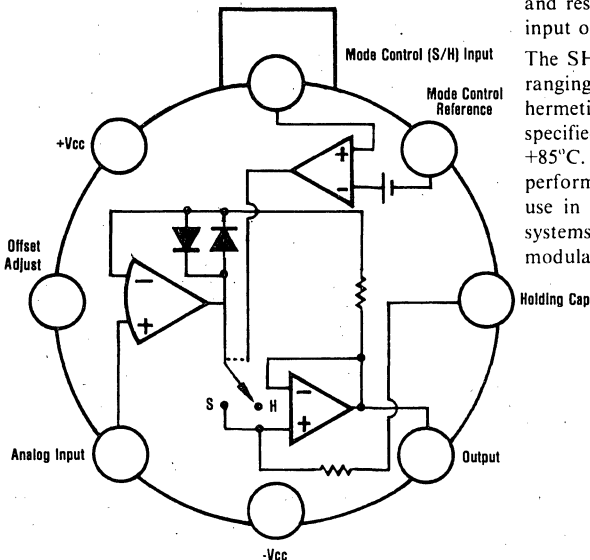 and res
input o
Mode Control (S/H) Input
The SH
ranging
Mode Control
Reference
hermeti
specifie
+85°C.
perform
use in
systems
modula
+Vcc
+
−
Offset
Adjust
−
+
Holding Cap
S
H
−
+
Analog Input
Output
-Vcc